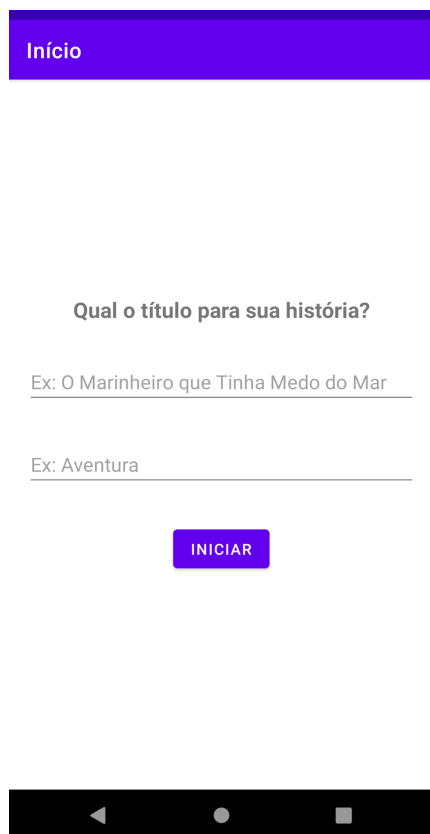 Início
Qual o título para sua história?
Ex: O Marinheiro que Tinha Medo do Mar
Ex: Aventura
INICIAR